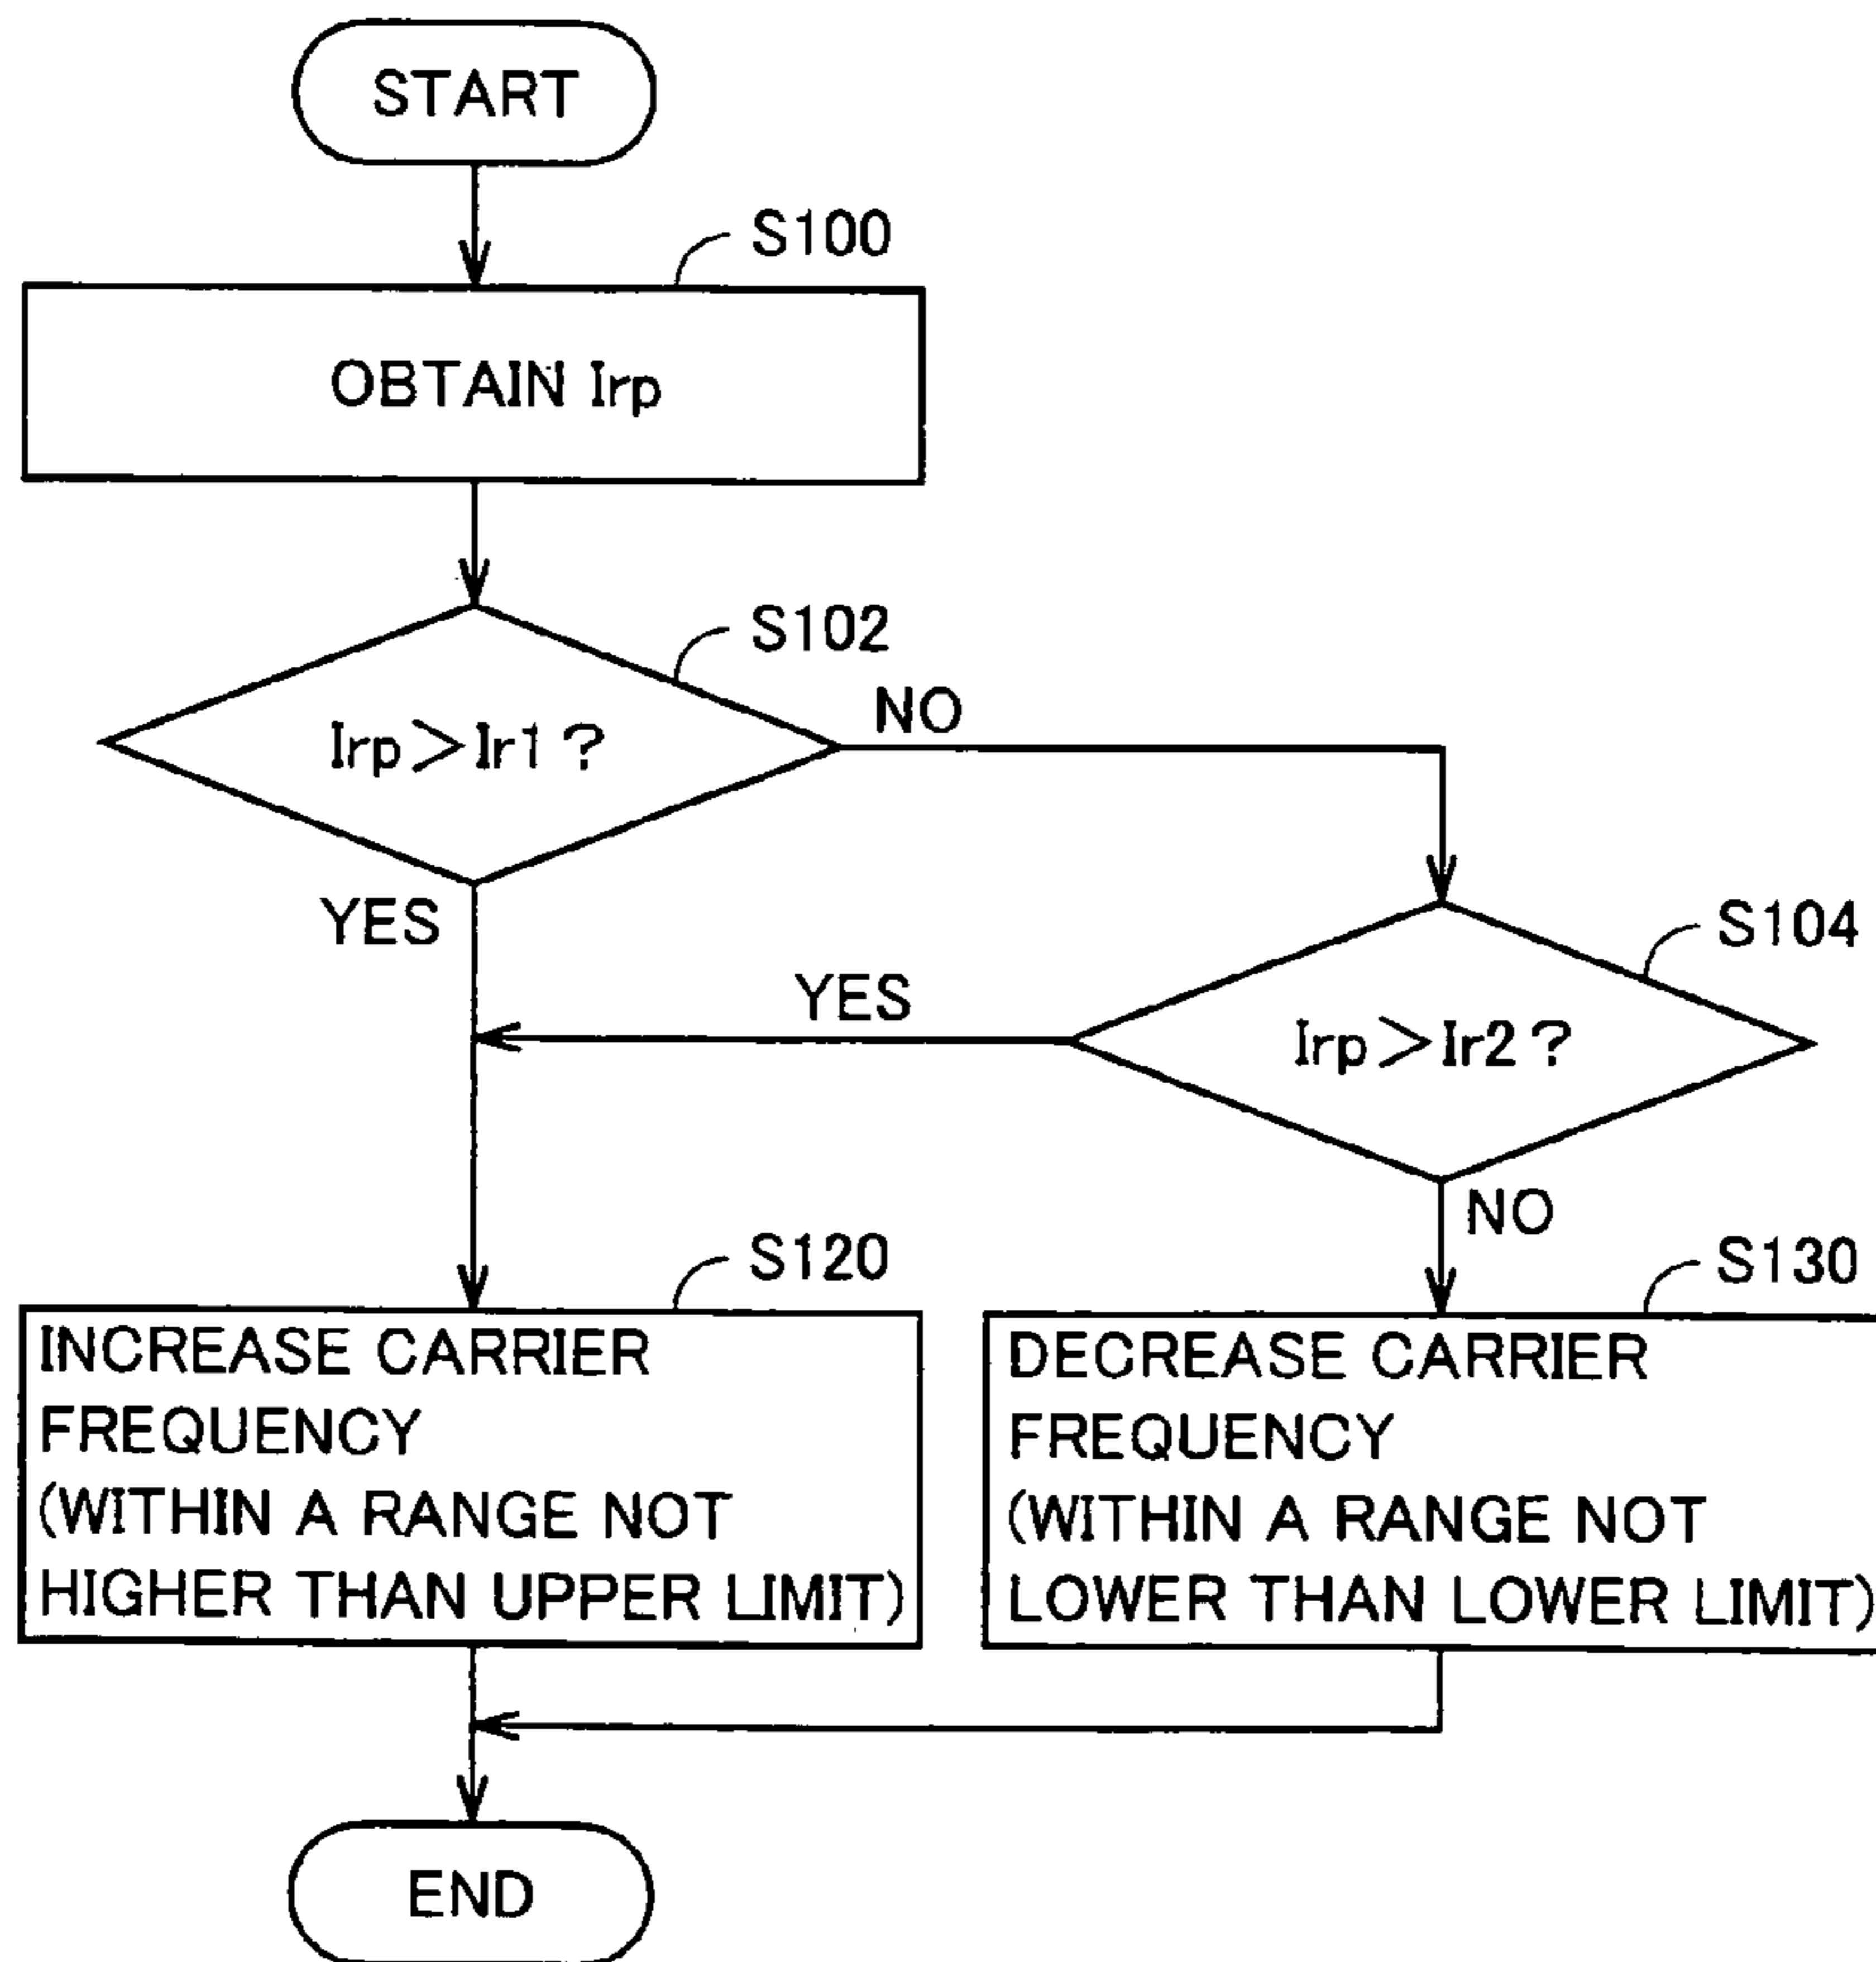 START
S100
OBTAIN Irp
S102
Irp>Ir1?
NO
YES
S104
YES
Irp>Ir2?
NO
S120
S130
INCREASE CARRIER
FREQUENCY
(WITHIN A RANGE NOT
HIGHER THAN UPPER LIMIT)
DECREASE CARRIER
FREQUENCY
(WITHIN A RANGE NOT
LOWER THAN LOWER LIMIT)
END